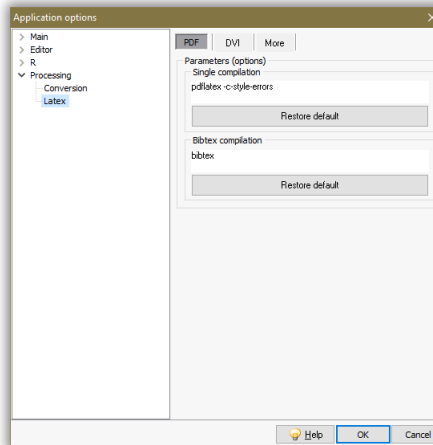 Application options
Main
Editor
R
Processing
Conversion
Latex
PDF DVI More
Parameters (options)
Single compilation
pdflatex -c-style-errors
Restore default
Bibtex compilation
bibtex
Restore default
Help OK Cancel